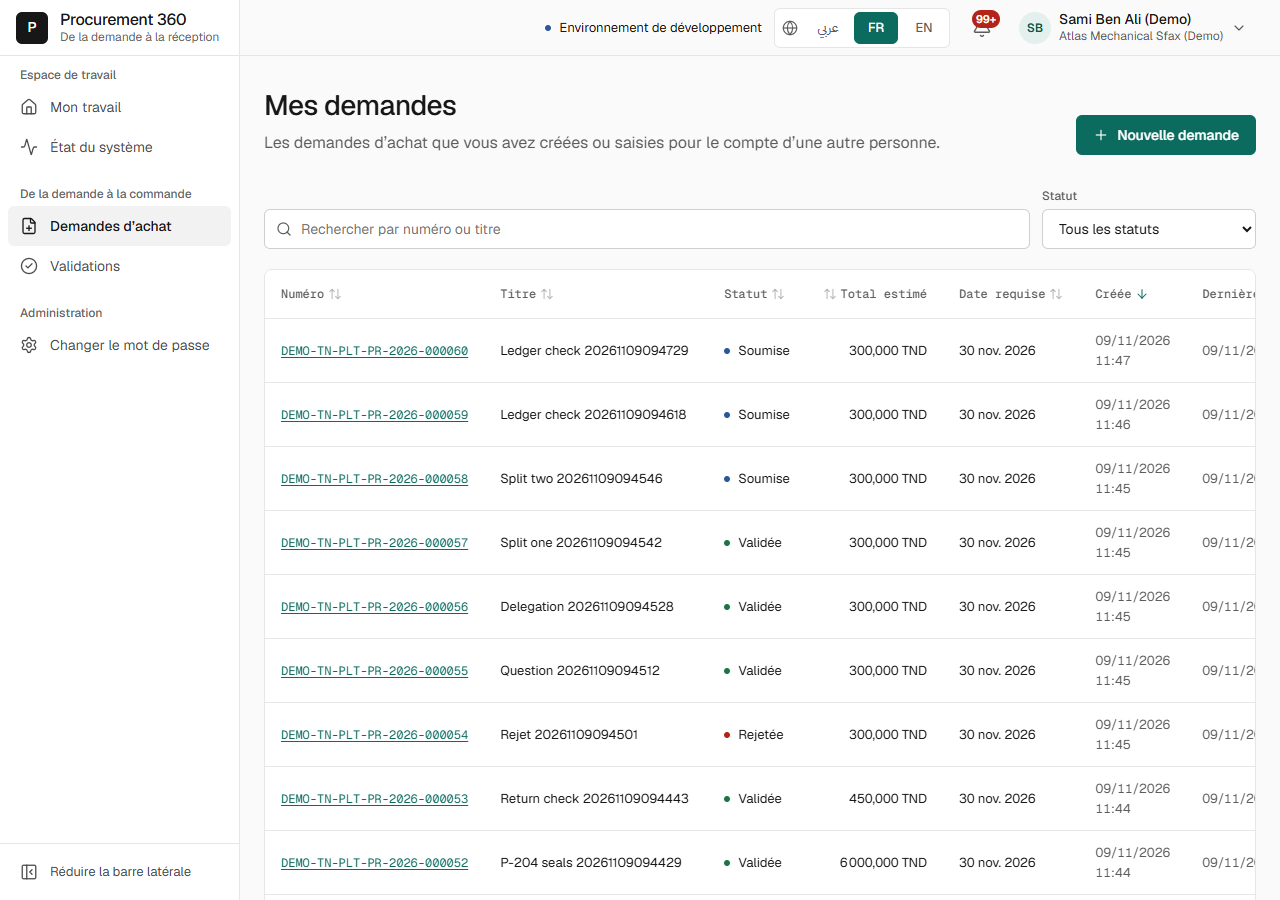 P
Procurement 360
De la demande à la réception
Environnement de développement
عربي
FR
EN
99+
SB
Sami Ben Ali (Demo)
Atlas Mechanical Sfax (Demo)
Espace de travail
Mon travail
État du système
De la demande à la commande
Demandes d’achat
Validations
Administration
Changer le mot de passe
Réduire la barre latérale
Mes demandes
Les demandes d’achat que vous avez créées ou saisies pour le compte d’une autre personne.
Nouvelle demande
Statut
Rechercher par numéro ou titre
Tous les statuts
Numéro Titre Statut Total estimé Date requise Créée
DEMO-TN-PLT-PR-2026-000060 Ledger check 20261109094729 Soumise 300,000 TND 30 nov. 2026 09/11/2026 11:47
DEMO-TN-PLT-PR-2026-000059 Ledger check 20261109094618 Soumise 300,000 TND 30 nov. 2026 09/11/2026 11:46
DEMO-TN-PLT-PR-2026-000058 Split two 20261109094546 Soumise 300,000 TND 30 nov. 2026 09/11/2026 11:45
DEMO-TN-PLT-PR-2026-000057 Split one 20261109094542 Validée 300,000 TND 30 nov. 2026 09/11/2026 11:45
DEMO-TN-PLT-PR-2026-000056 Delegation 20261109094528 Validée 300,000 TND 30 nov. 2026 09/11/2026 11:45
DEMO-TN-PLT-PR-2026-000055 Question 20261109094512 Validée 300,000 TND 30 nov. 2026 09/11/2026 11:45
DEMO-TN-PLT-PR-2026-000054 Rejet 20261109094501 Rejetée 300,000 TND 30 nov. 2026 09/11/2026 11:45
DEMO-TN-PLT-PR-2026-000053 Return check 20261109094443 Validée 450,000 TND 30 nov. 2026 09/11/2026 11:44
DEMO-TN-PLT-PR-2026-000052 P-204 seals 20261109094429 Validée 6 000,000 TND 30 nov. 2026 09/11/2026 11:44